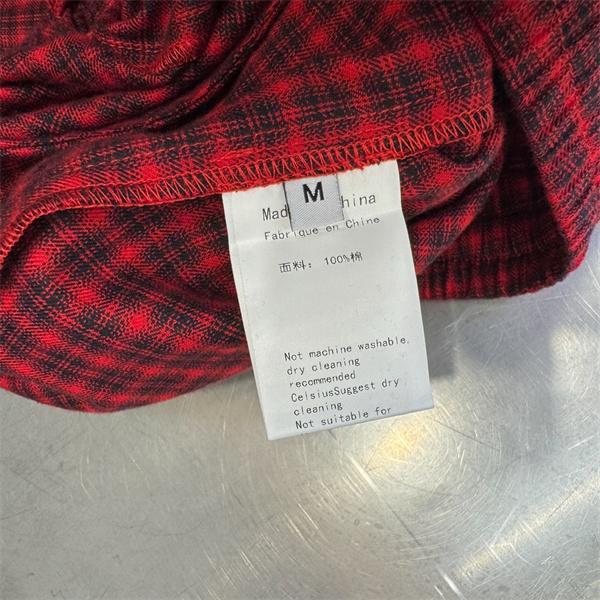 M
Mad hina
Fabrique en Chine
面料: 100%棉
Not machine washable,
dry cleaning
recommended
CelsiusSuggest dry
cleaning
Not suitable for